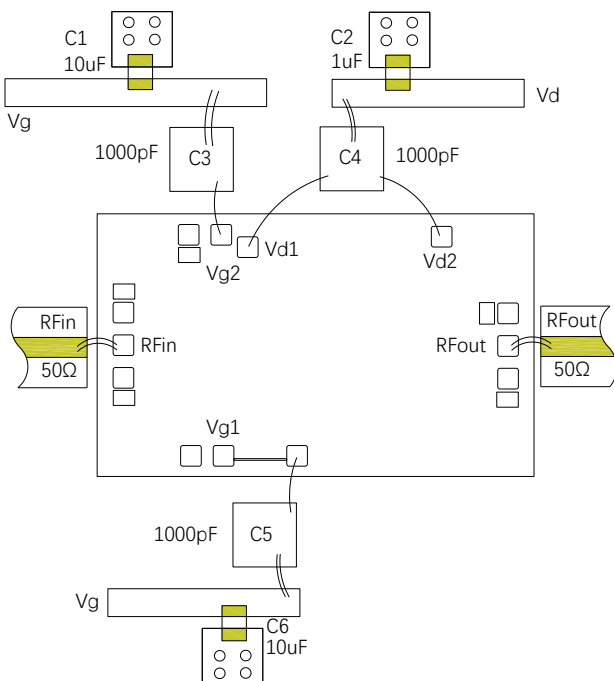 C1
10uF
C2
1uF
Vg
Vd
1000pF
C3
C4
1000pF
Vg2
Vd1
Vd2
RFin
RFin
50Ω
RFout
RFout
50Ω
Vg1
1000pF
C5
Vg
C6
10uF